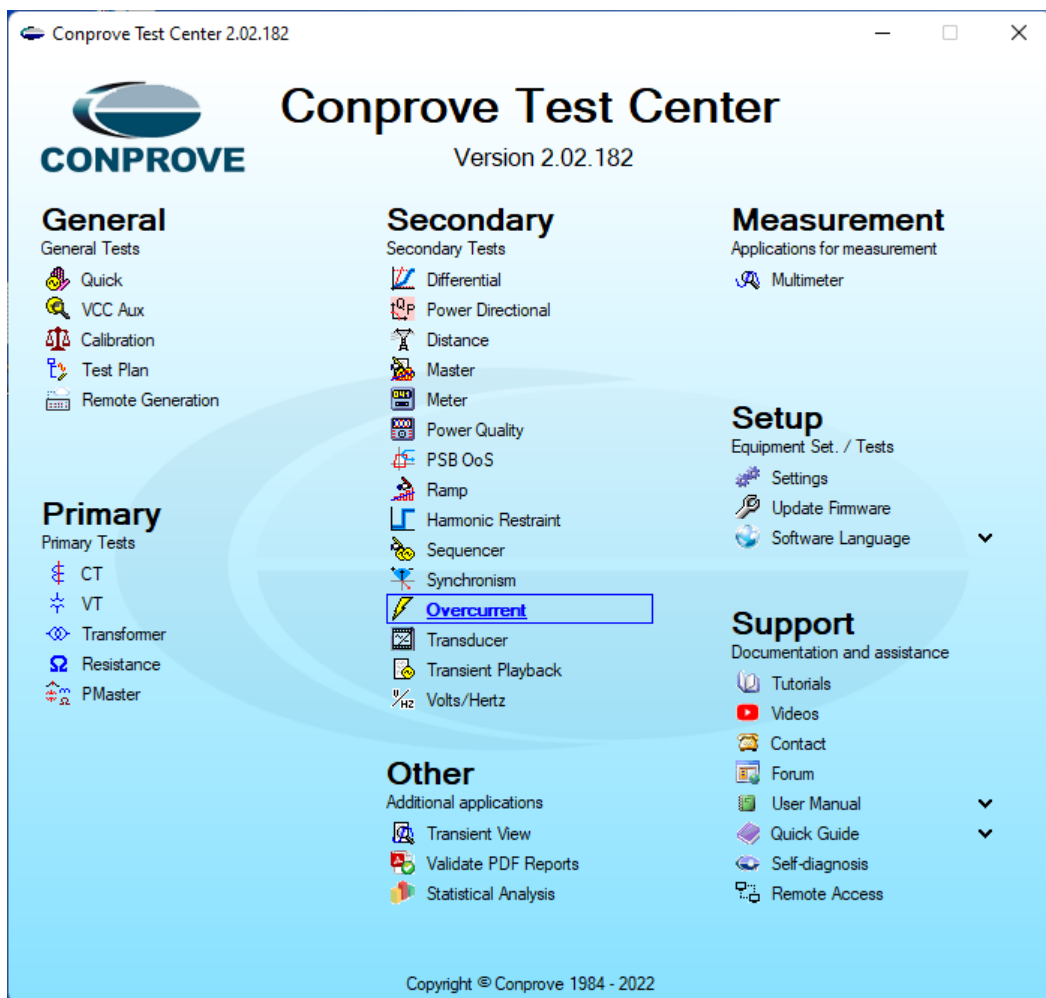 Conprove Test Center 2.02.182
CONPROVE
Conprove Test Center
Version 2.02.182
General
General Tests
Quick
VCC Aux
Calibration
Test Plan
Remote Generation
Primary
Primary Tests
CT
VT
Transformer
Resistance
PMaster
Secondary
Secondary Tests
Differential
Power Directional
Distance
Master
Meter
Power Quality
PSB OoS
Ramp
Harmonic Restraint
Sequencer
Synchronism
Overcurrent
Transducer
Transient Playback
Volts/Hertz
Other
Additional applications
Transient View
Validate PDF Reports
Statistical Analysis
Measurement
Applications for measurement
Multimeter
Setup
Equipment Set. / Tests
Settings
Update Firmware
Software Language
Support
Documentation and assistance
Tutorials
Videos
Contact
Forum
User Manual
Quick Guide
Self-diagnosis
Remote Access
Copyright © Conprove 1984 - 2022